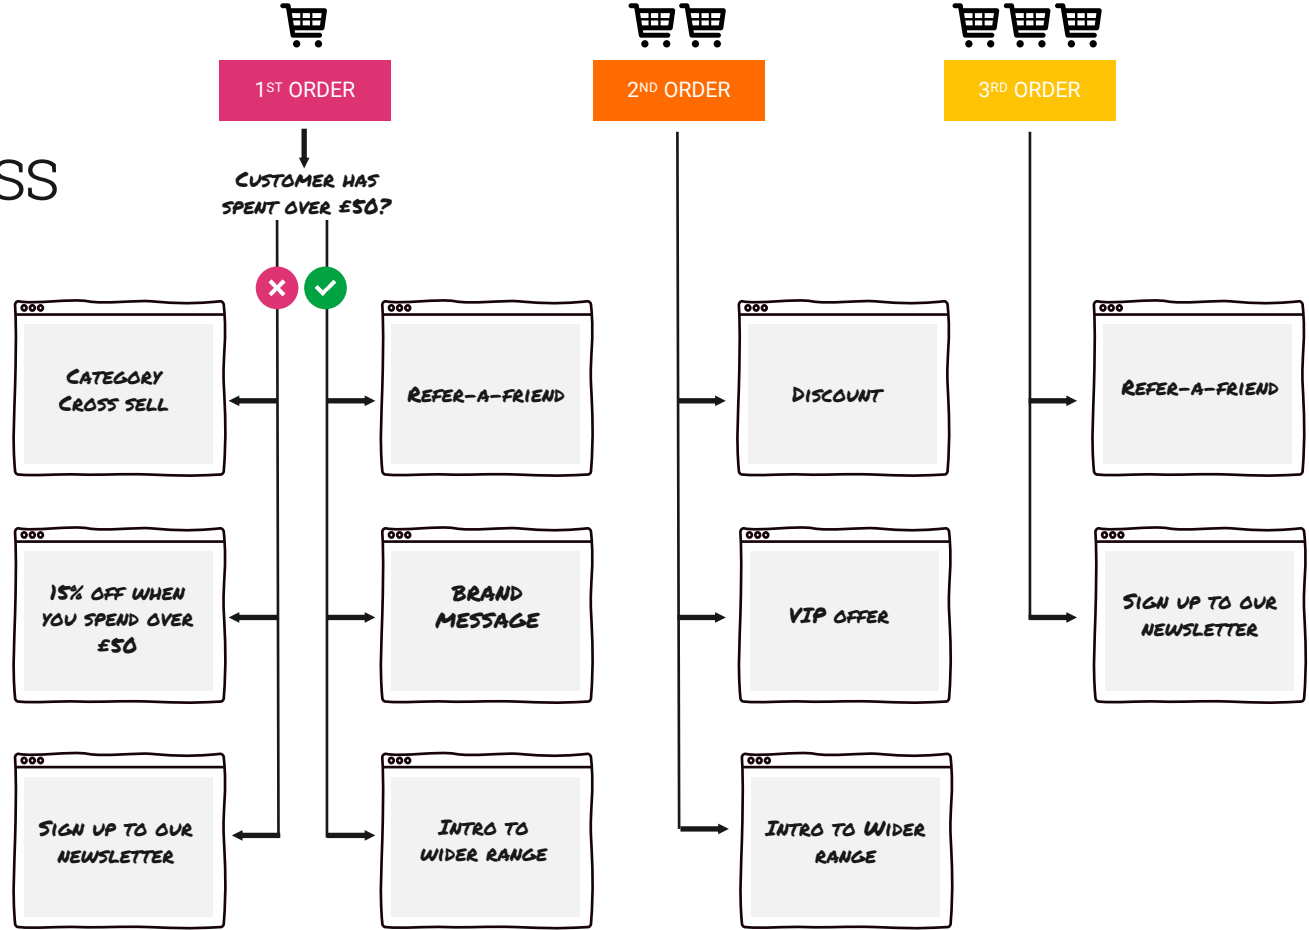 1ST ORDER
2ND ORDER
3RD ORDER
SS
CUSTOMER HAS
SPENT OVER £50?
CATEGORY
CROSS SELL
REFER-A-FRIEND
DISCOUNT
REFER-A-FRIEND
15% OFF WHEN
YOU SPEND OVER
£50
BRAND
MESSAGE
VIP OFFER
SIGN UP TO OUR
NEWSLETTER
SIGN UP TO OUR
NEWSLETTER
INTRO TO
WIDER RANGE
INTRO TO WIDER
RANGE